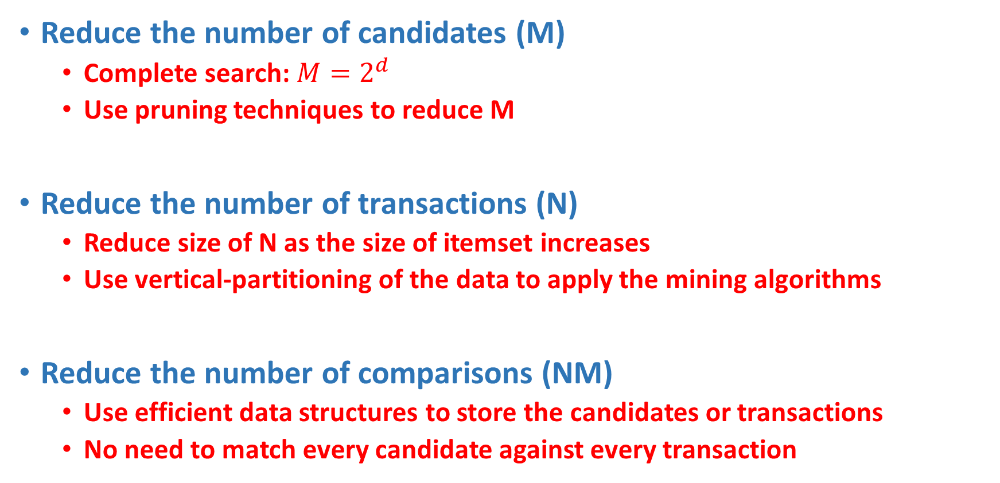 • Reduce the number of candidates (M)
• Complete search: $M = 2^d$
• Use pruning techniques to reduce M
• Reduce the number of transactions (N)
• Reduce size of N as the size of itemset increases
• Use vertical-partitioning of the data to apply the mining algorithms
• Reduce the number of comparisons (NM)
• Use efficient data structures to store the candidates or transactions
• No need to match every candidate against every transaction